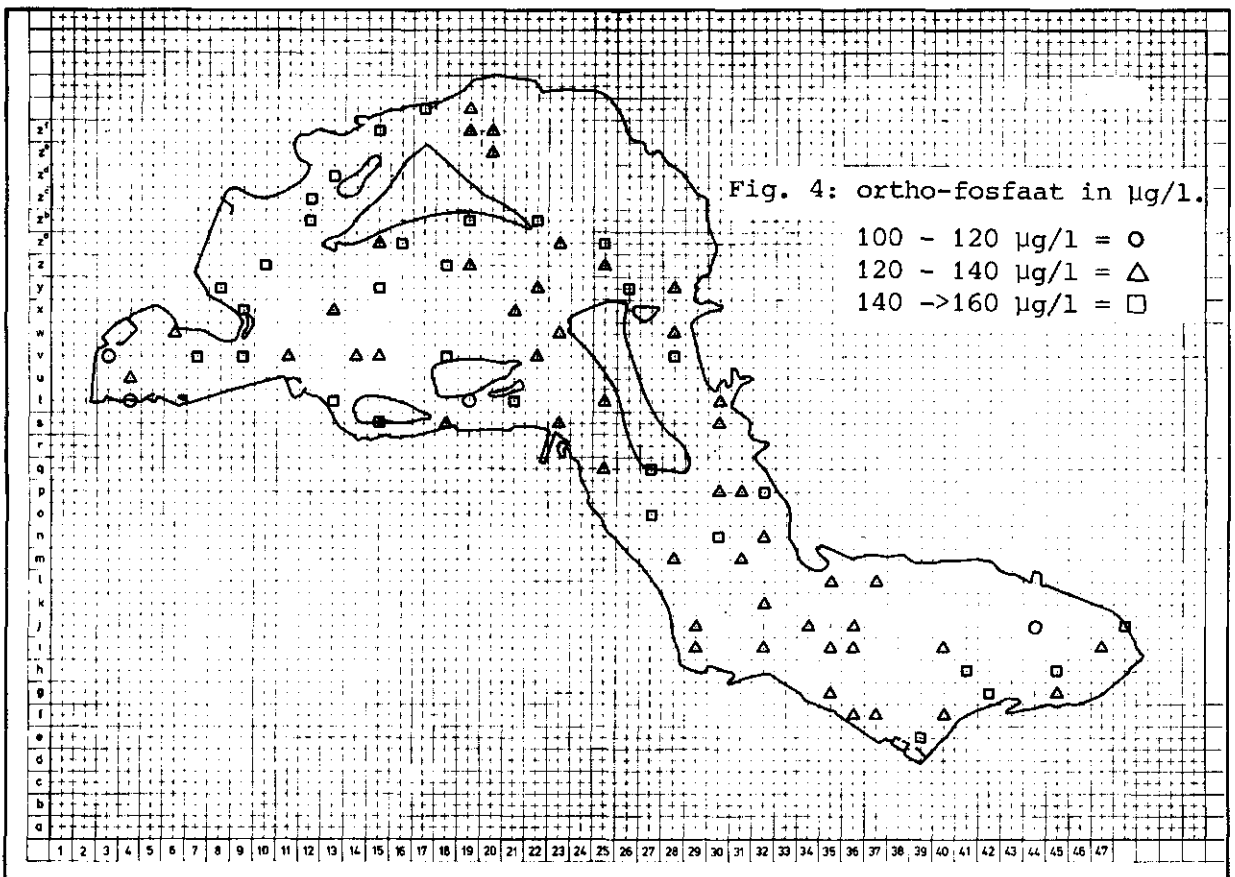 Fig. 4: ortho-fosfaat in µg/l.
100 - 120 µg/l = O
120 - 140 µg/l = △
140 ->160 µg/l = □
z
y
x
w
v
u
t
s
r
q
p
o
n
m
l
k
j
i
h
g
f
e
d
c
b
a
1 2 3 4 5 6 7 8 9 10 11 12 13 14 15 16 17 18 19 20 21 22 23 24 25 26 27 28 29 30 31 32 33 34 35 36 37 38 39 40 41 42 43 44 45 46 47